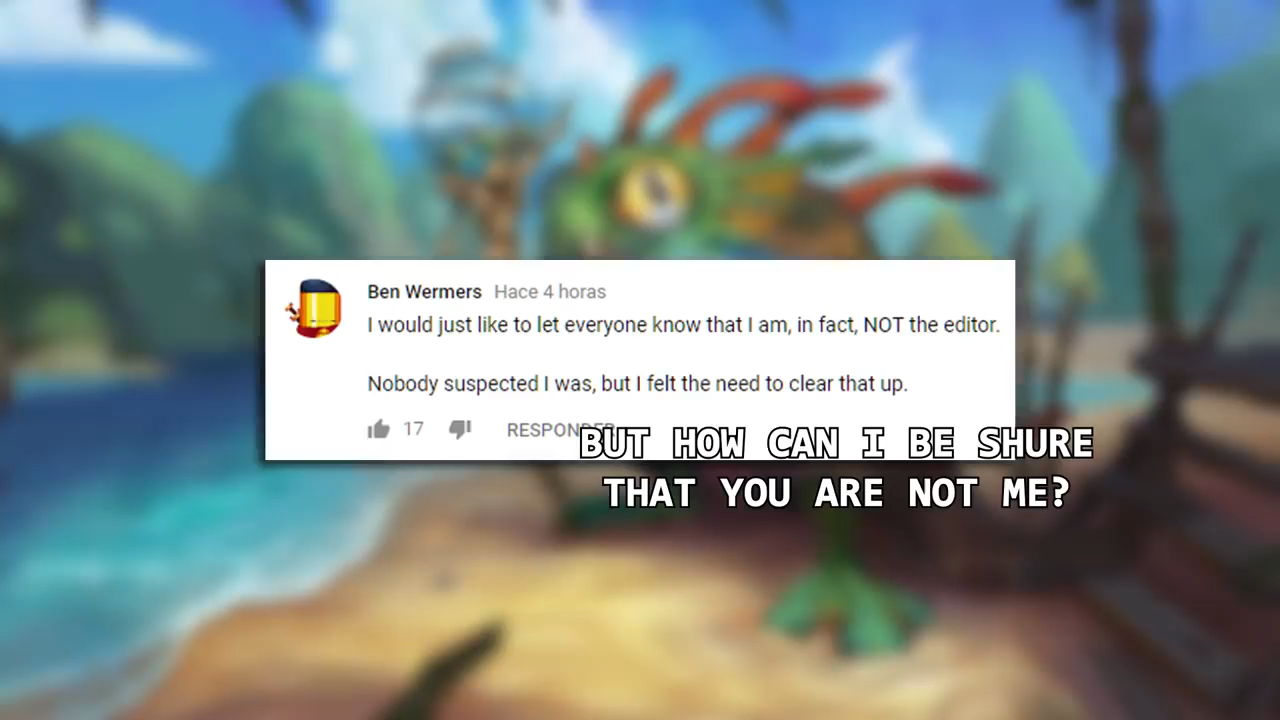 Ben Wermers Hace 4 horas
I would just like to let everyone know that I am, in fact, NOT the editor.
Nobody suspected I was, but I felt the need to clear that up.
17 RESPONDER
BUT HOW CAN I BE SHURE
THAT YOU ARE NOT ME?